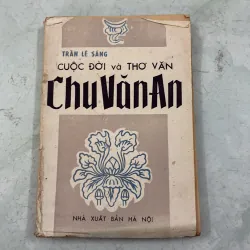 TRẦN LÊ SÁNG
CUỘC ĐỜI và THƠ VĂN
Chu Văn An
NHÀ XUẤT BẢN HÀ NỘI